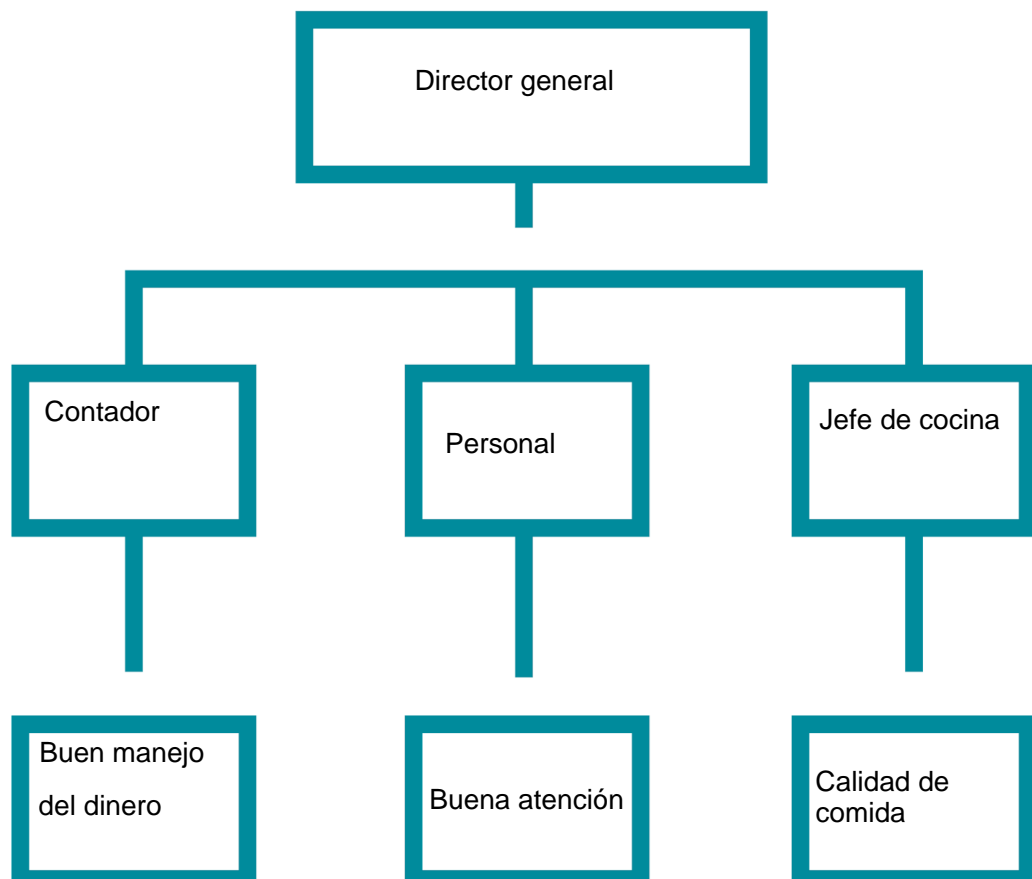 Director general
Contador
Personal
Jefe de cocina
Buen manejo
del dinero
Buena atención
Calidad de
comida